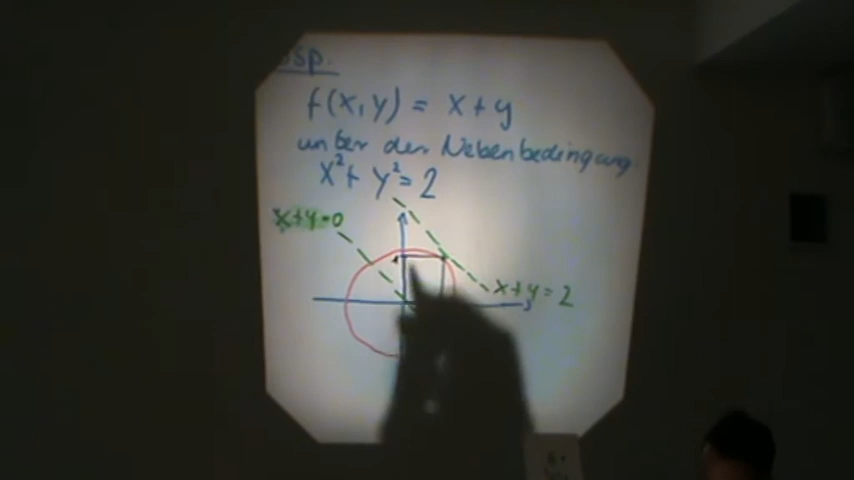 Bsp.
f(x,y) = x+y
unter der Nebenbedingung
x² + y² = 2
x+y=0
x+y=2